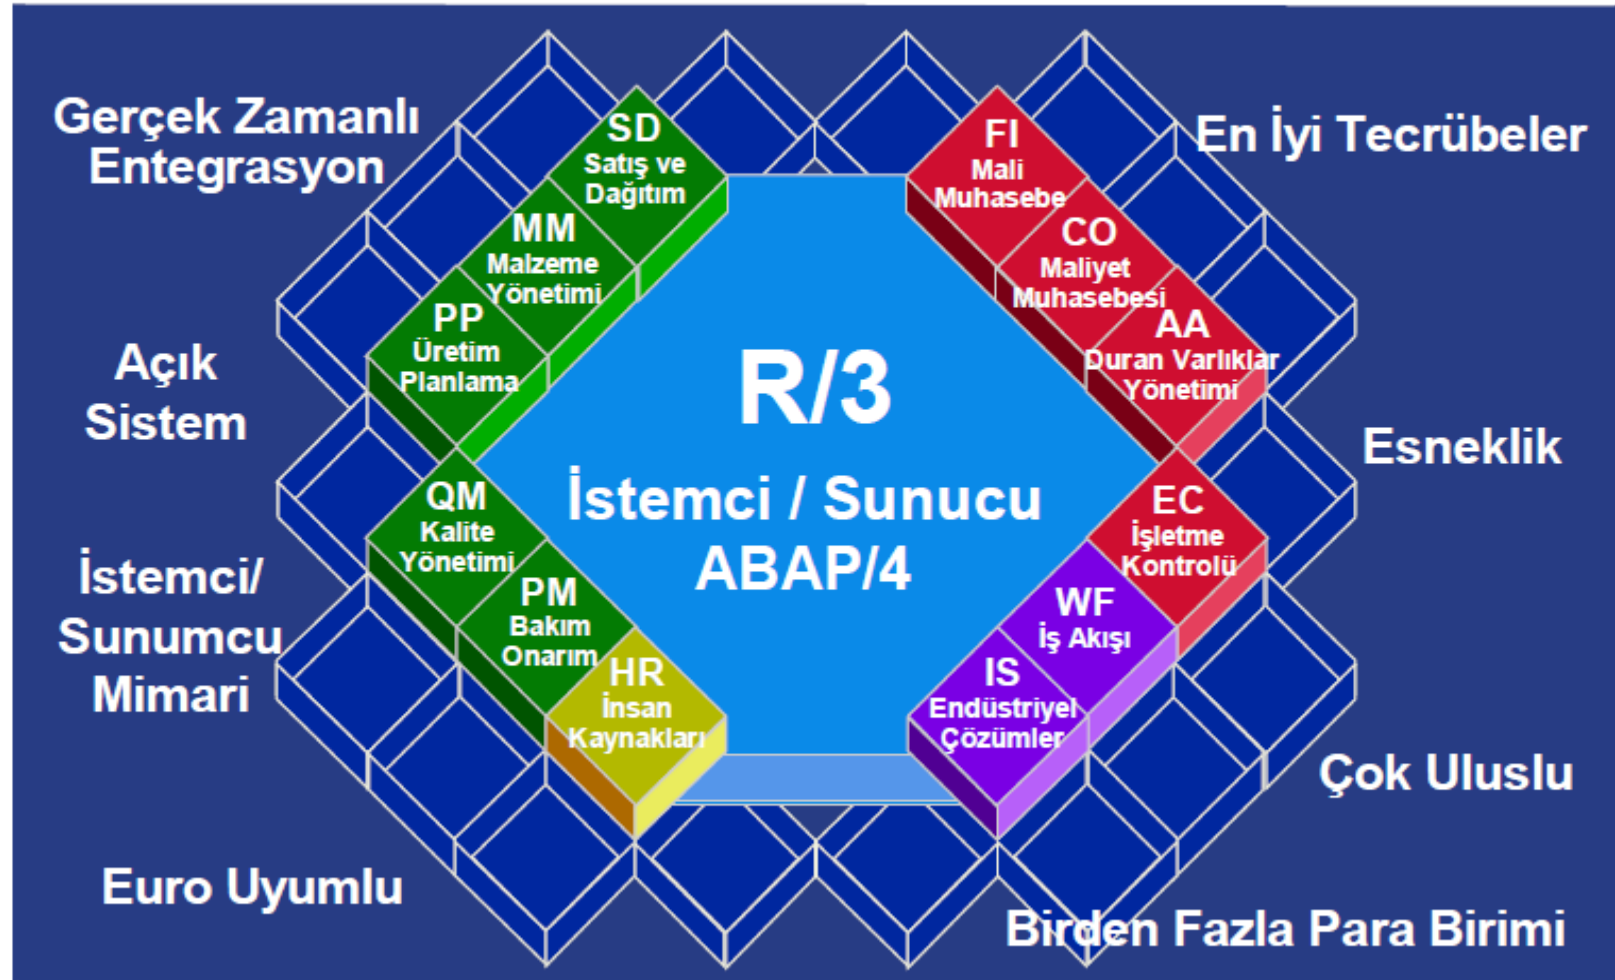 Gerçek Zamanlı
Entegrasyon
Açık
Sistem
İstemci/
Sunumcu
Mimari
Euro Uyumlu
SD
Satış ve
Dağıtım
MM
Malzeme
Yönetimi
PP
Üretim
Planlama
QM
Kalite
Yönetimi
PM
Bakım
Onarım
HR
İnsan
Kaynakları
R/3
İstemci / Sunucu
ABAP/4
FI
Mali
Muhasebe
CO
Maliyet
Muhasebesi
AA
Duran Varlıklar
Yönetimi
EC
İşletme
Kontrolü
WF
İş Akışı
IS
Endüstriyel
Çözümler
En İyi Tecrübeler
Esneklik
Çok Uluslu
Birden Fazla Para Birimi